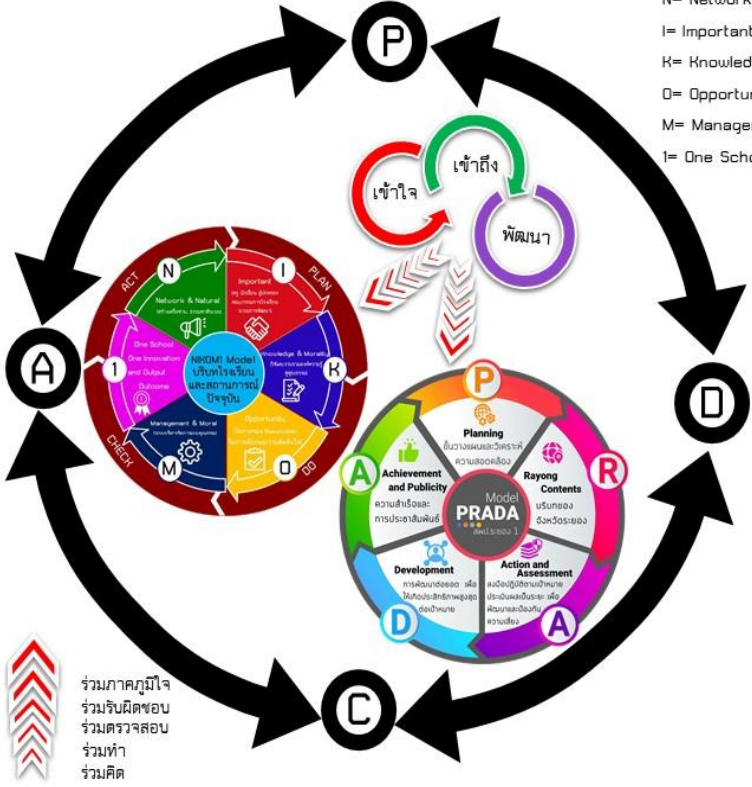 N= Network
I= Important
K= Knowled
O= Opportu
M= Manage
1= One Scho
P
D
C
A
เข้าใจ
เข้าถึง
พัฒนา
ACT
PLAN
DO
CHECK
N
Network & Natural
I
Important
K
Knowledge & Morality
O
Opportunity
M
Management & Moral
1
One School
One Innovation
and Output
Outcome
NIKOM1 Model
บริบทโรงเรียน
และสถานการณ์
ปัจจุบัน
P
Planning
ขั้นวางแผนและวิเคราะห์
ความสอดคล้อง
R
Rayong
Contents
บริบทของ
จังหวัดระยอง
A
Action and
Assessment
ลงมือปฏิบัติตามเป้าหมาย
ประเมินผลเป็นระยะ เพื่อ
พัฒนาและป้องกัน
ความเสี่ยง
D
Development
การพัฒนาต่อยอด เพื่อ
ให้เกิดประสิทธิภาพสูงสุด
ต่อเป้าหมาย
A
Achievement
and Publicity
ความสำเร็จและ
การประชาสัมพันธ์
Model
PRADA
สพป.ระยอง 1
ร่วมภาคภูมิใจ
ร่วมรับผิดชอบ
ร่วมตรวจสอบ
ร่วมทำ
ร่วมคิด